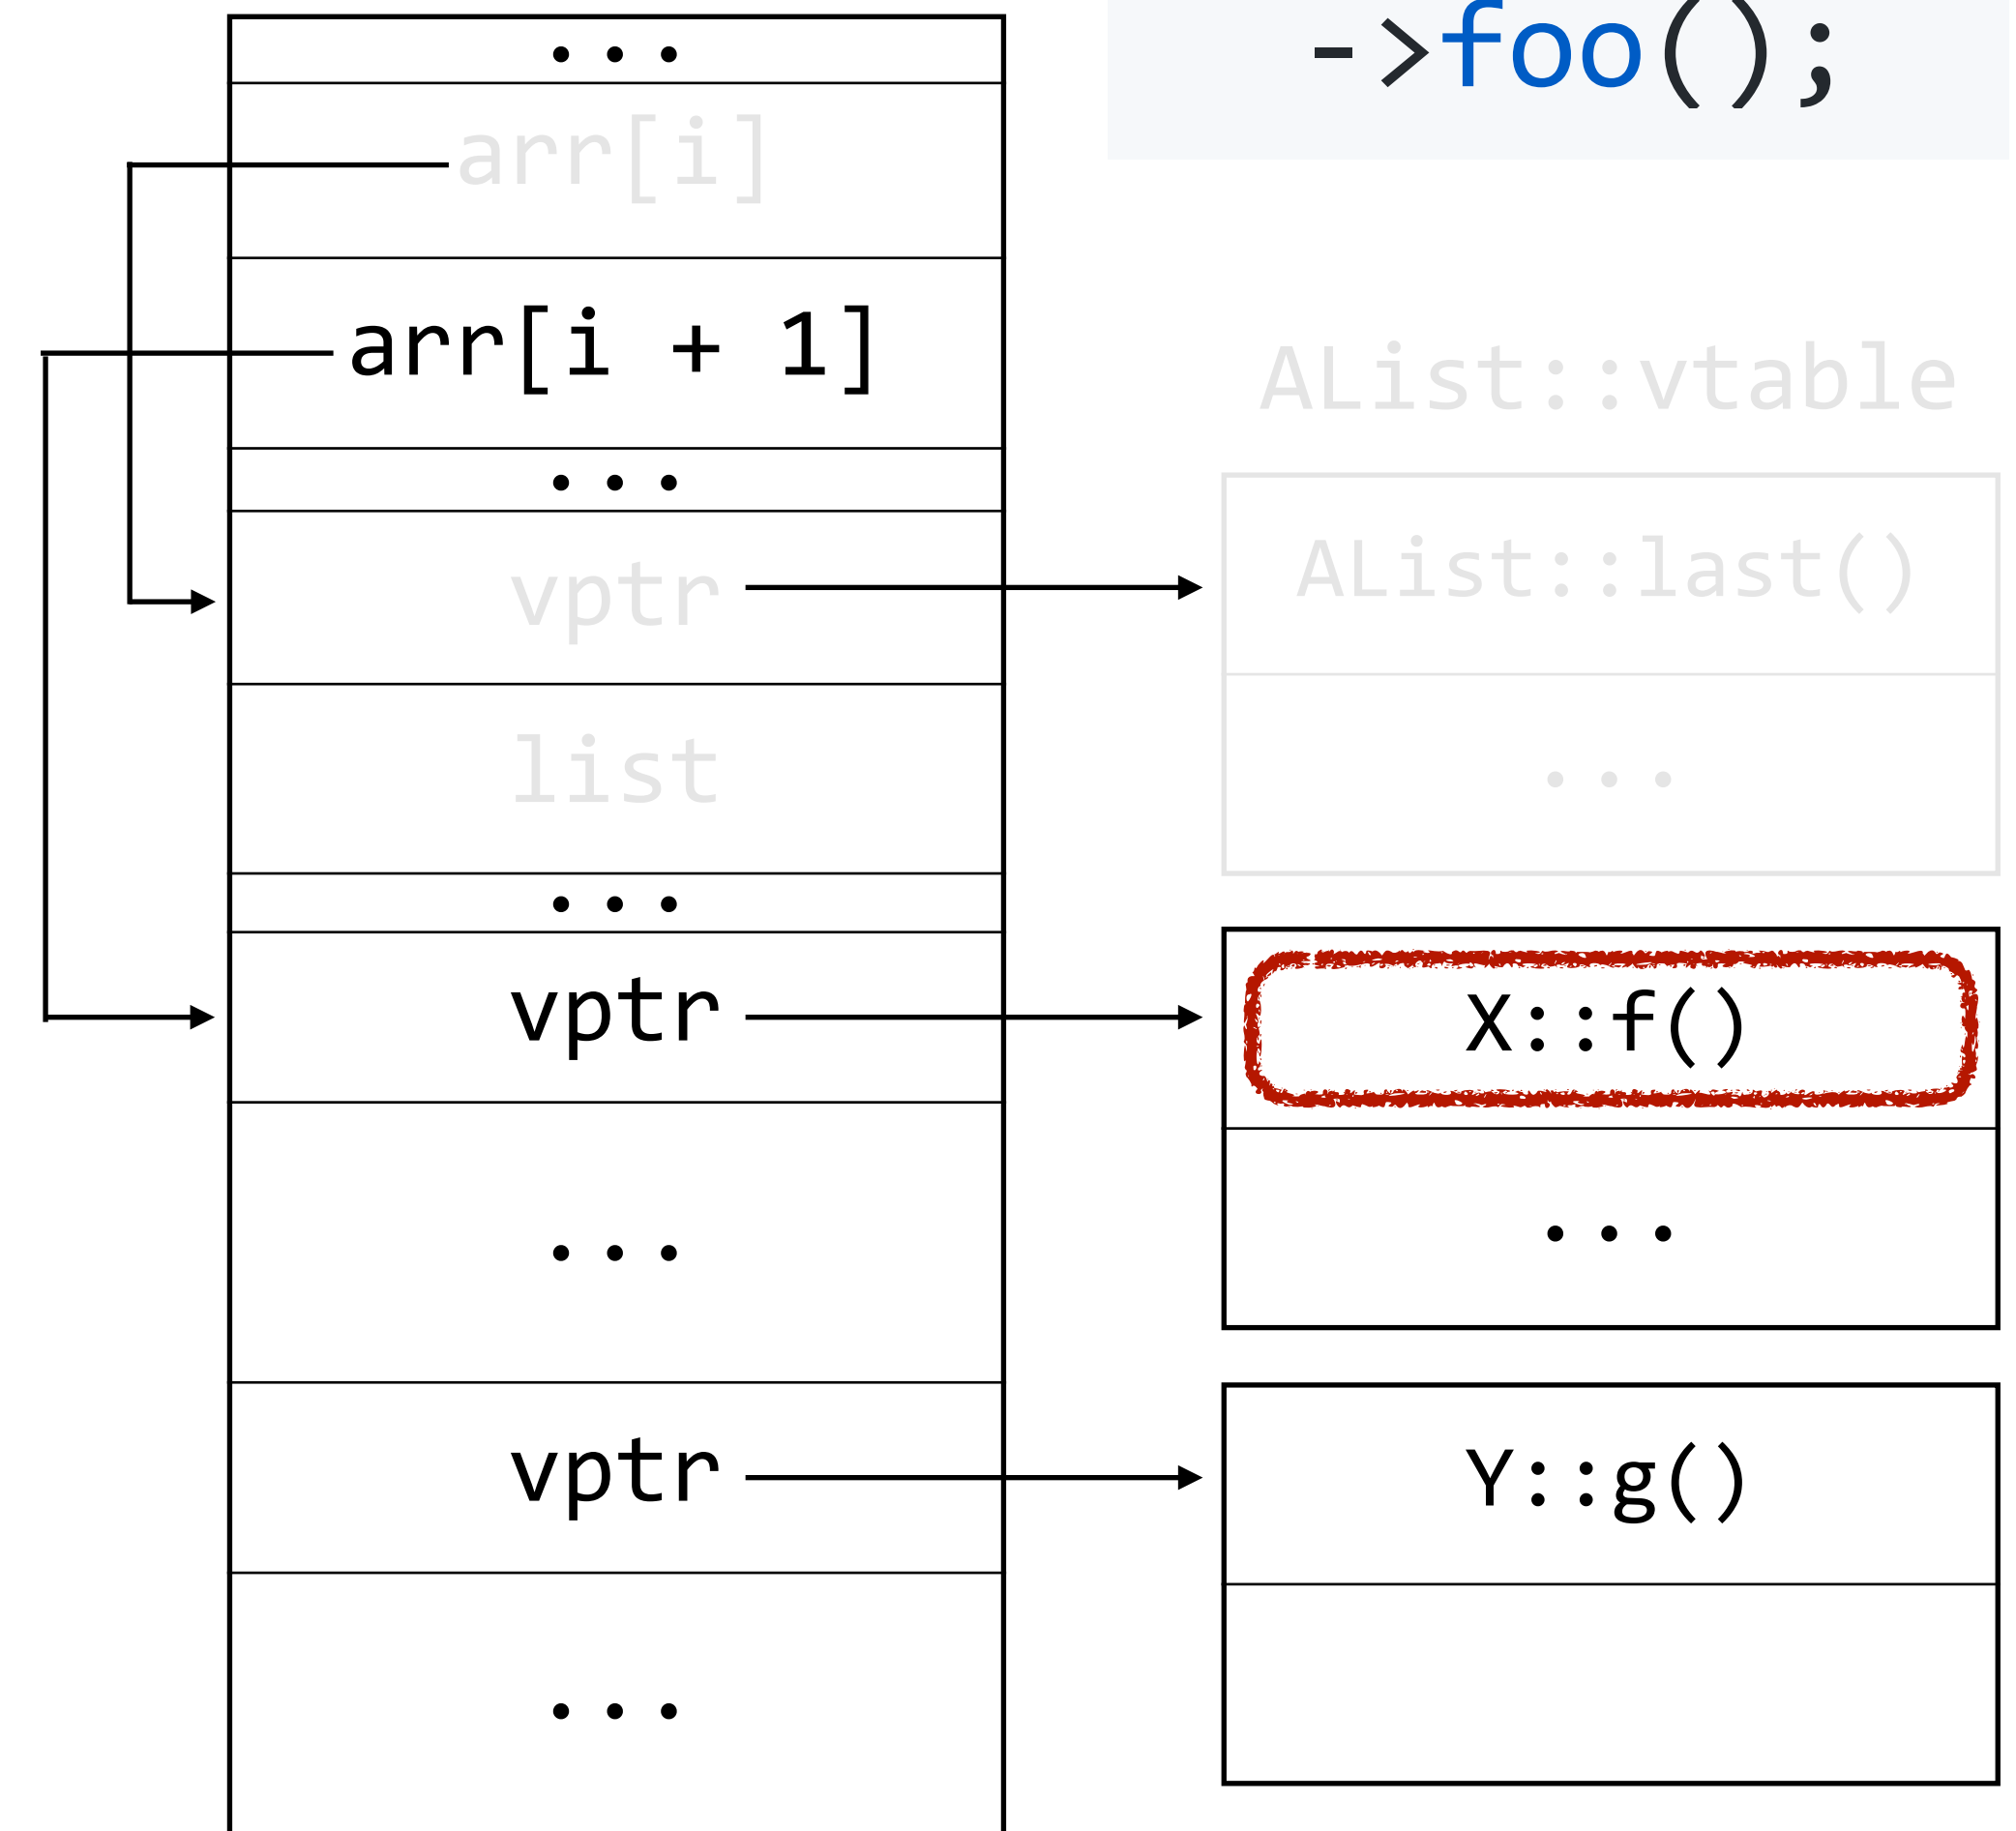 ->foo();
...
arr[i]
arr[i + 1]
...
vptr
list
...
vptr
...
vptr
...
AList::vtable
AList::last()
...
X::f()
...
Y::g()